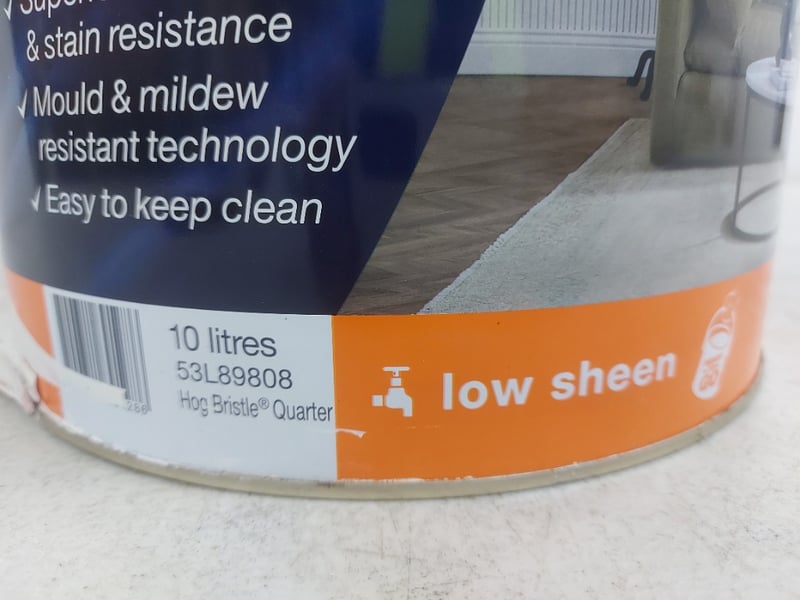 & stain resistance
✓ Mould & mildew
resistant technology
✓ Easy to keep clean
10 litres
53L89808
Hog Bristle® Quarter
low sheen